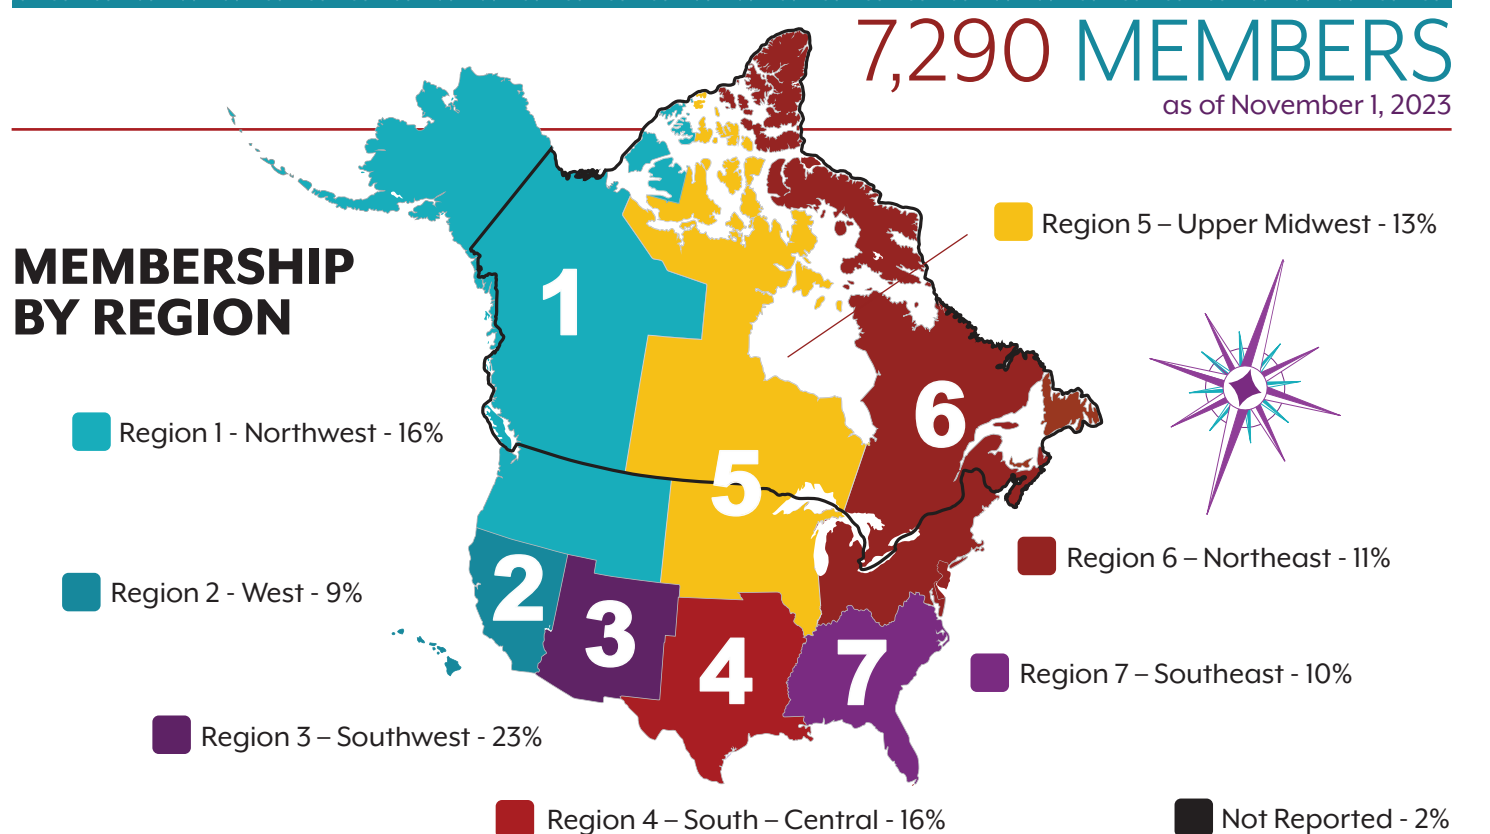 7,290 MEMBERS
as of November 1, 2023
MEMBERSHIP
BY REGION
Region 5 – Upper Midwest - 13%
1
6
Region 1 - Northwest - 16%
5
Region 6 – Northeast - 11%
2
Region 2 - West - 9%
3
4
7
Region 7 – Southeast - 10%
Region 3 – Southwest - 23%
Region 4 – South – Central - 16%
Not Reported - 2%